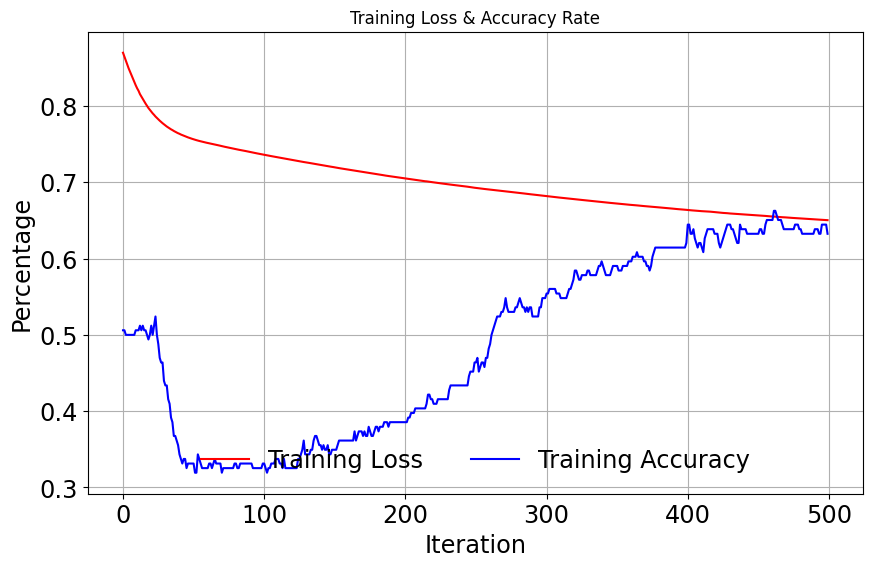 Training Loss & Accuracy Rate
Percentage
0.8
0.7
0.6
0.5
0.4
0.3
Training Loss Training Accuracy
0 100 200 300 400 500
Iteration